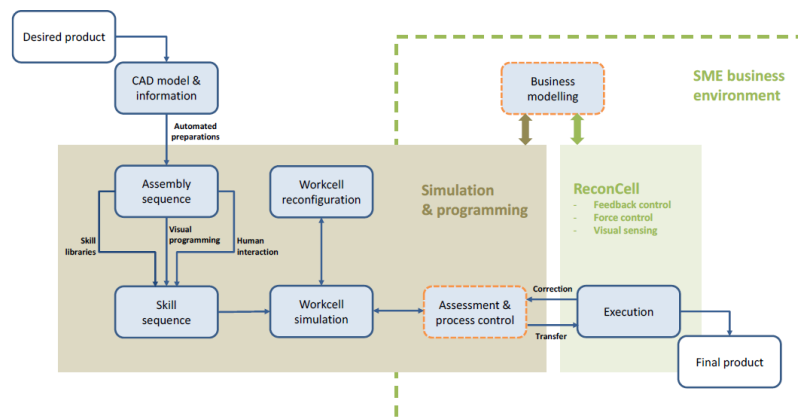 Desired product
CAD model &
information
Automated
preparations
Business
modelling
SME business
environment
Assembly
sequence
Workcell
reconfiguration
Simulation
& programming
ReconCell
- Feedback control
- Force control
- Visual sensing
Skill
libraries
Visual
programming
Human
interaction
Skill
sequence
Workcell
simulation
Assessment &
process control
Correction
Transfer
Execution
Final product